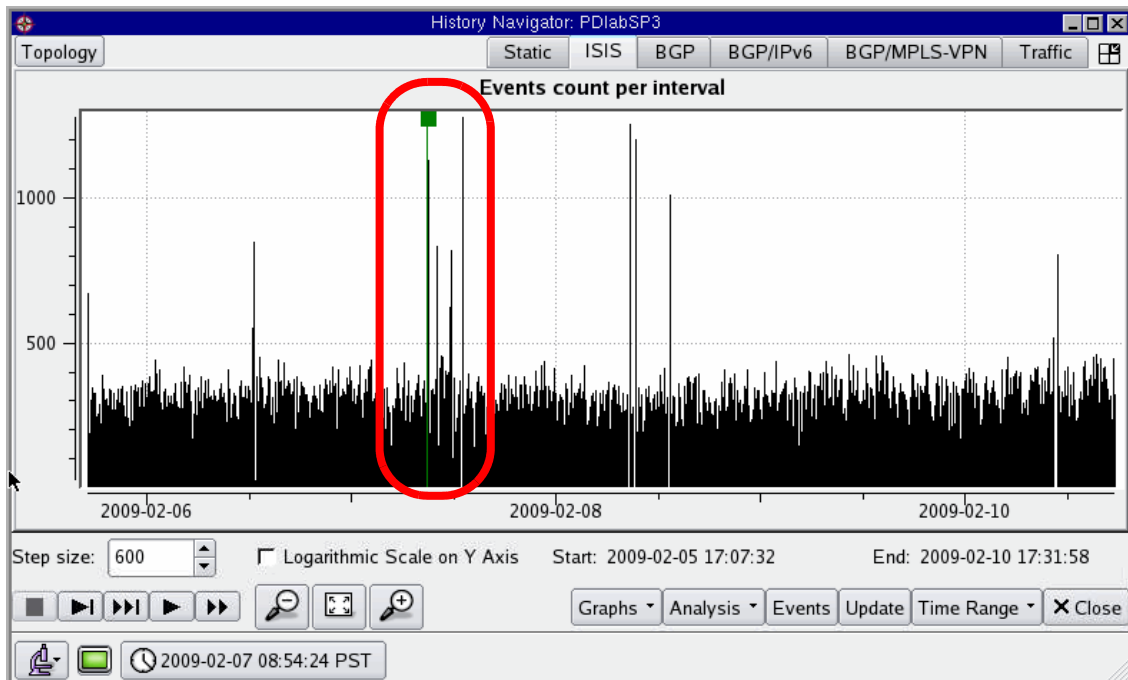 History Navigator: PDlabSP3
Topology Static ISIS BGP BGP/IPv6 BGP/MPLS-VPN Traffic
Events count per interval
1000
500
2009-02-06 2009-02-08 2009-02-10
Step size: 600 Logarithmic Scale on Y Axis Start: 2009-02-05 17:07:32 End: 2009-02-10 17:31:58
Graphs Analysis Events Update Time Range Close
2009-02-07 08:54:24 PST